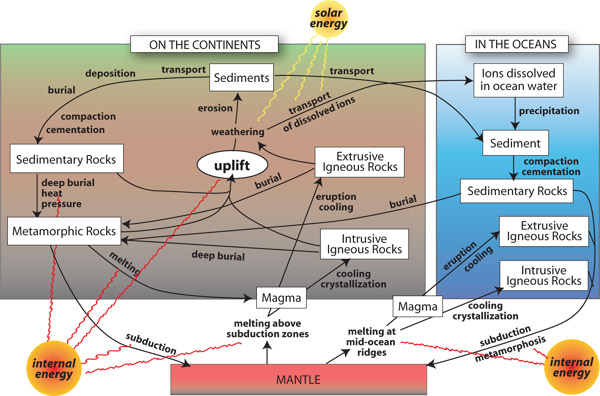 solar
energy
ON THE CONTINENTS
IN THE OCEANS
deposition
transport
Sediments
transport
Ions dissolved
in ocean water
burial
erosion
transport
of dissolved ions
precipitation
compaction
cementation
weathering
Sediment
Sedimentary Rocks
uplift
Extrusive
Igneous Rocks
compaction
cementation
deep burial
heat
pressure
burial
Sedimentary Rocks
eruption
cooling
burial
Metamorphic Rocks
Extrusive
Igneous Rocks
Intrusive
Igneous Rocks
deep burial
melting
eruption
cooling
cooling
crystallization
Intrusive
Igneous Rocks
Magma
Magma
cooling
crystallization
melting above
subduction zones
melting at
mid-ocean
ridges
subduction
subduction
metamorphosis
internal
energy
internal
energy
MANTLE